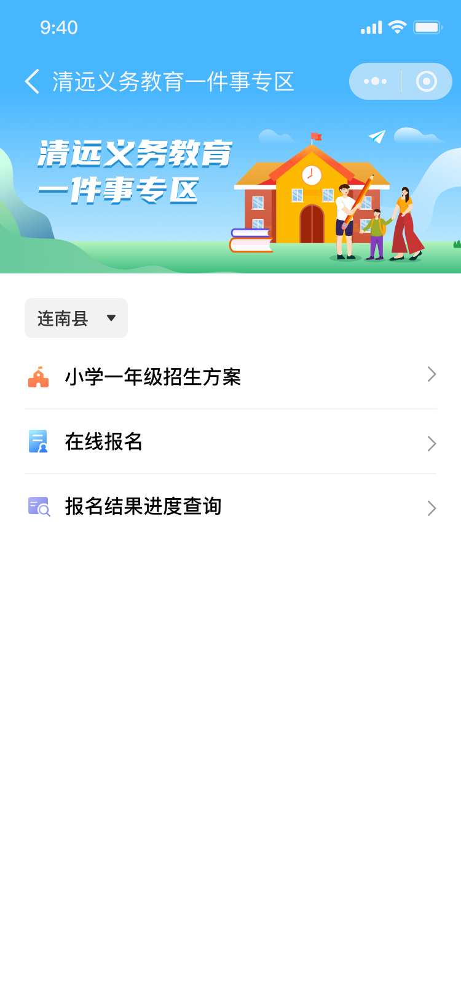 9:40
清远义务教育一件事专区
清远义务教育
一件事专区
连南县
小学一年级招生方案
在线报名
报名结果进度查询